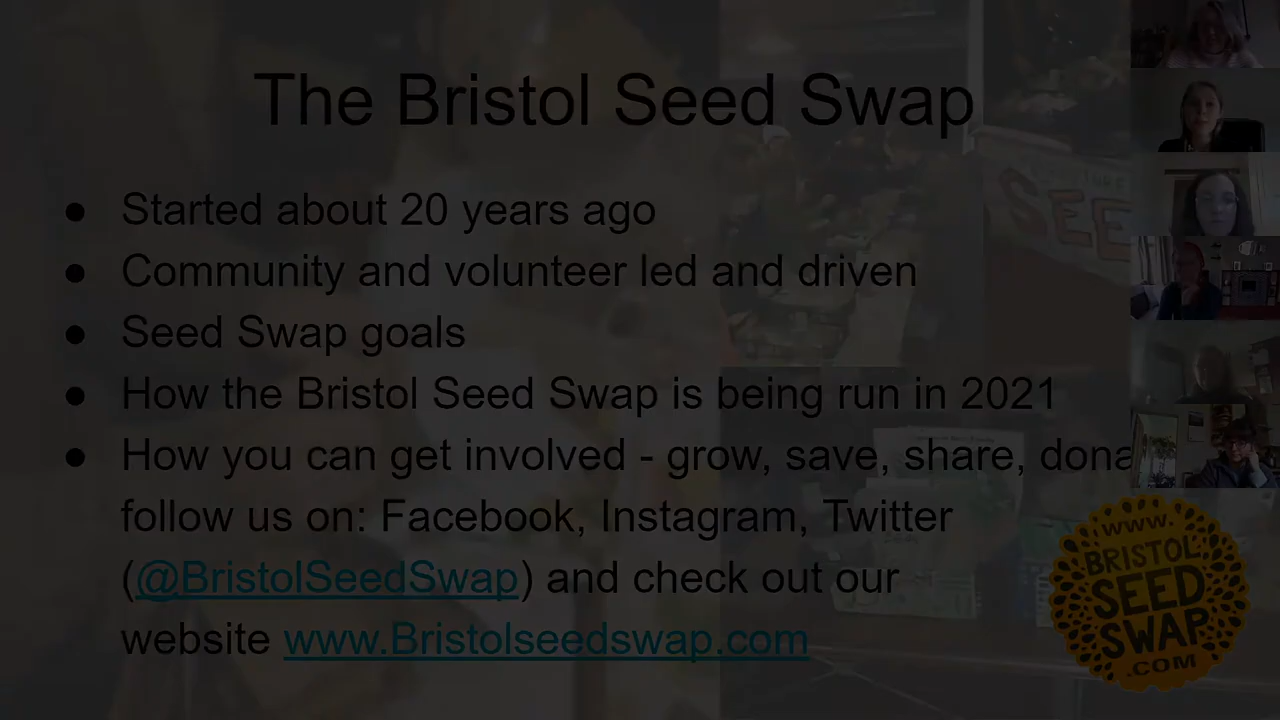 The Bristol Seed Swap
● Started about 20 years ago
● Community and volunteer led and driven
● Seed Swap goals
● How the Bristol Seed Swap is being run in 2021
● How you can get involved - grow, save, share, dona
follow us on: Facebook, Instagram, Twitter
(@BristolSeedSwap) and check out our
website www.Bristolseedswap.com
SEE
WWW.
BRISTOL
SEED
SWAP
.COM